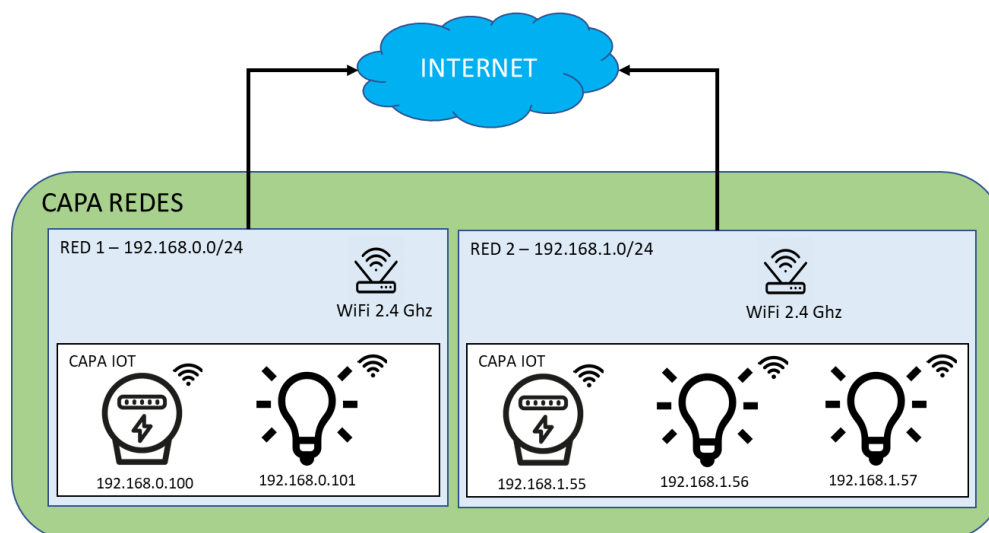 INTERNET
CAPA REDES
RED 1 – 192.168.0.0/24
WiFi 2.4 Ghz
CAPA IOT
192.168.0.100
192.168.0.101
RED 2 – 192.168.1.0/24
WiFi 2.4 Ghz
CAPA IOT
192.168.1.55
192.168.1.56
192.168.1.57